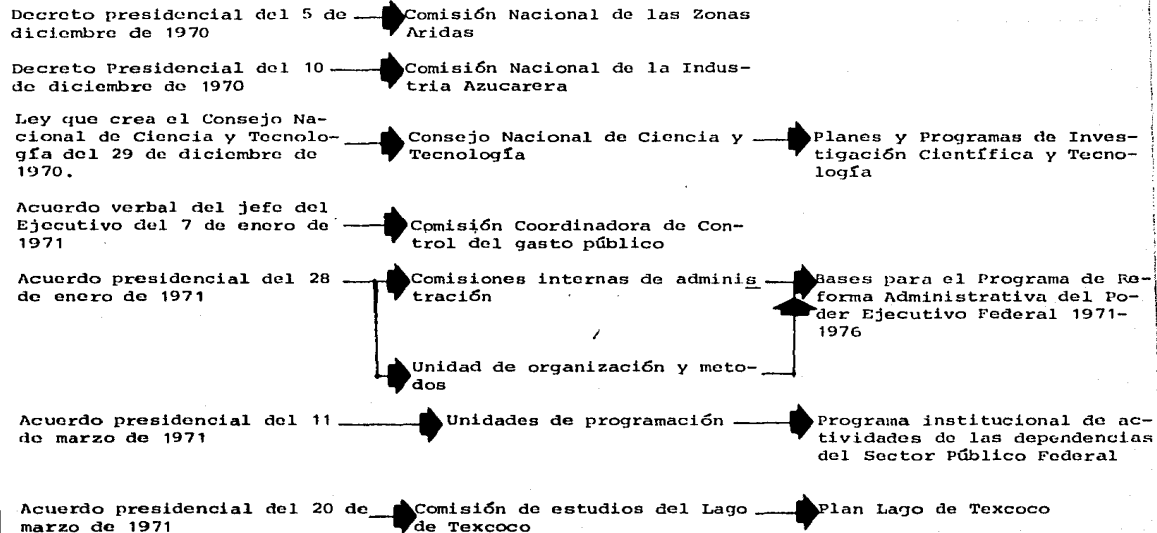 Decreto presidencial del 5 de
diciembre de 1970
Comisión Nacional de las Zonas
Aridas
Decreto Presidencial del 10
de diciembre de 1970
Comisión Nacional de la Indus-
tria Azucarera
Ley que crea el Consejo Na-
cional de Ciencia y Tecnolo-
gía del 29 de diciembre de
1970.
Consejo Nacional de Ciencia y
Tecnología
Planes y Programas de Inves-
tigación Científica y Tecno-
logía
Acuerdo verbal del jefe del
Ejecutivo del 7 de enero de
1971
Comisión Coordinadora de Con-
trol del gasto público
Acuerdo presidencial del 28
de enero de 1971
Comisiones internas de adminis
tración
Unidad de organización y meto-
dos
Bases para el Programa de Re-
forma Administrativa del Po-
der Ejecutivo Federal 1971-
1976
Acuerdo presidencial del 11
de marzo de 1971
Unidades de programación
Programa institucional de ac-
tividades de las dependencias
del Sector Público Federal
Acuerdo presidencial del 20 de
marzo de 1971
Comisión de estudios del Lago
de Texcoco
Plan Lago de Texcoco